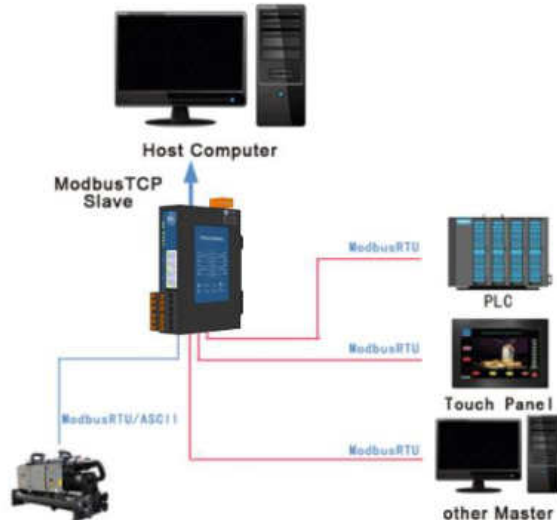 Host Computer
ModbusTCP
Slave
ModbusRTU
PLC
ModbusRTU
Touch Panel
ModbusRTU/ASCII
ModbusRTU
other Master